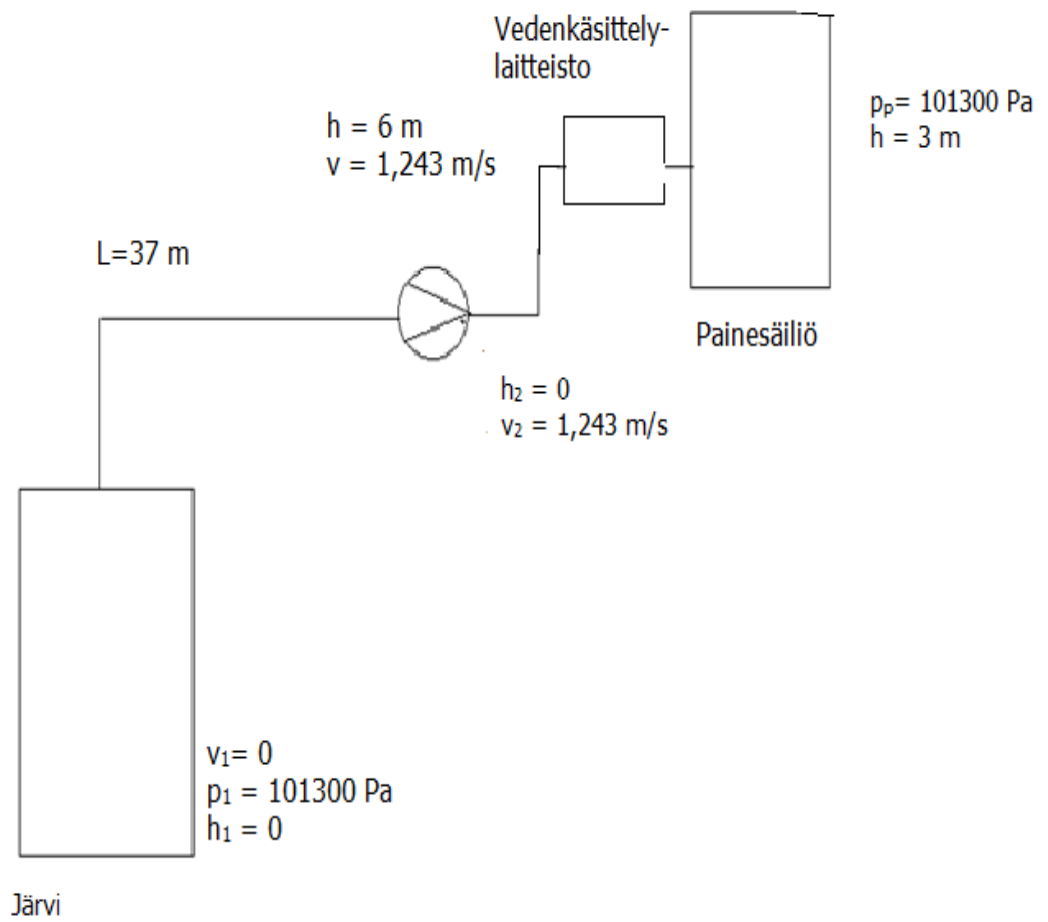 Vedenkäsittely-
laitteisto
pₚ= 101300 Pa
h = 3 m
h = 6 m
v = 1,243 m/s
L=37 m
Painesäiliö
h₂ = 0
v₂ = 1,243 m/s
v₁= 0
p₁ = 101300 Pa
h₁ = 0
Järvi